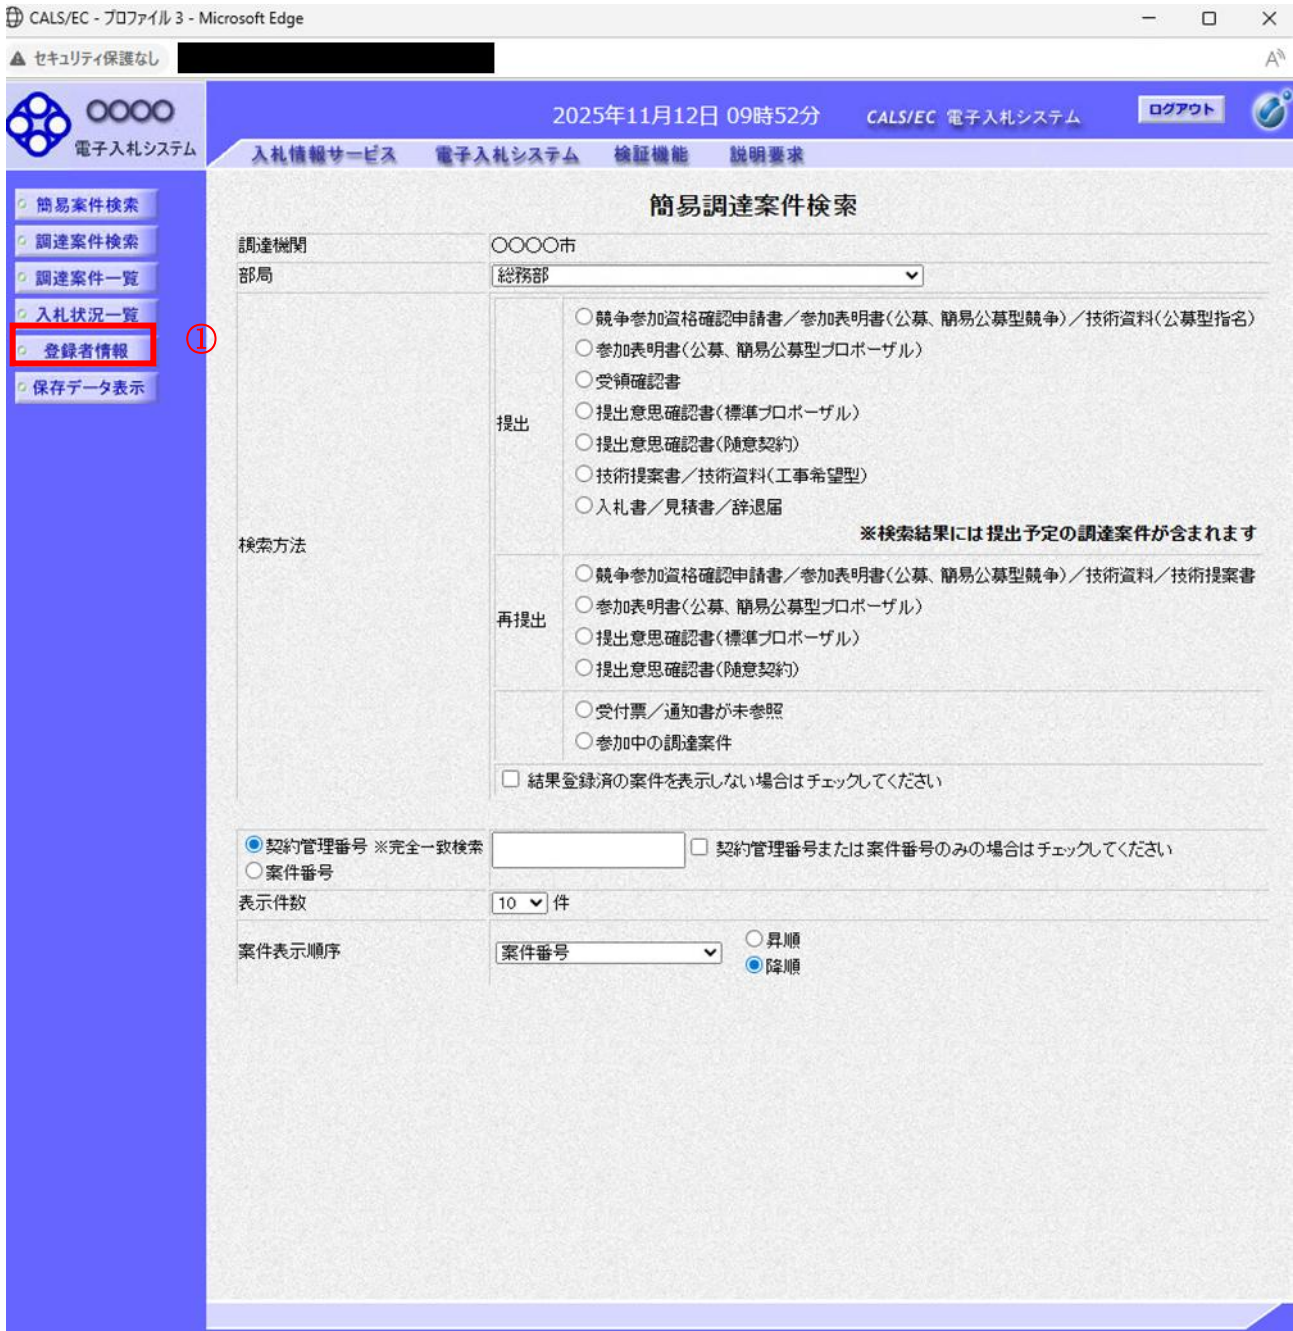 CALS/EC - プロファイル 3 - Microsoft Edge
セキュリティ保護なし
〇〇〇〇
電子入札システム
2025年11月12日 09時52分
CALS/EC 電子入札システム
ログアウト
入札情報サービス 電子入札システム 検証機能 説明要求
簡易案件検索
調達案件検索
調達案件一覧
入札状況一覧
登録者情報
①
保存データ表示
簡易調達案件検索
調達機関 〇〇〇〇市
部局 総務部
検索方法
提出
競争参加資格確認申請書／参加表明書(公募、簡易公募型競争)／技術資料(公募型指名)
参加表明書(公募、簡易公募型プロポーザル)
受領確認書
提出意思確認書(標準プロポーザル)
提出意思確認書(随意契約)
技術提案書／技術資料(工事希望型)
入札書／見積書／辞退届
※検索結果には提出予定の調達案件が含まれます
再提出
競争参加資格確認申請書／参加表明書(公募、簡易公募型競争)／技術資料／技術提案書
参加表明書(公募、簡易公募型プロポーザル)
提出意思確認書(標準プロポーザル)
提出意思確認書(随意契約)
受付票／通知書が未参照
参加中の調達案件
結果登録済の案件を表示しない場合はチェックしてください
契約管理番号 ※完全一致検索
案件番号
契約管理番号または案件番号のみの場合はチェックしてください
表示件数 10 件
案件表示順序 案件番号
昇順
降順